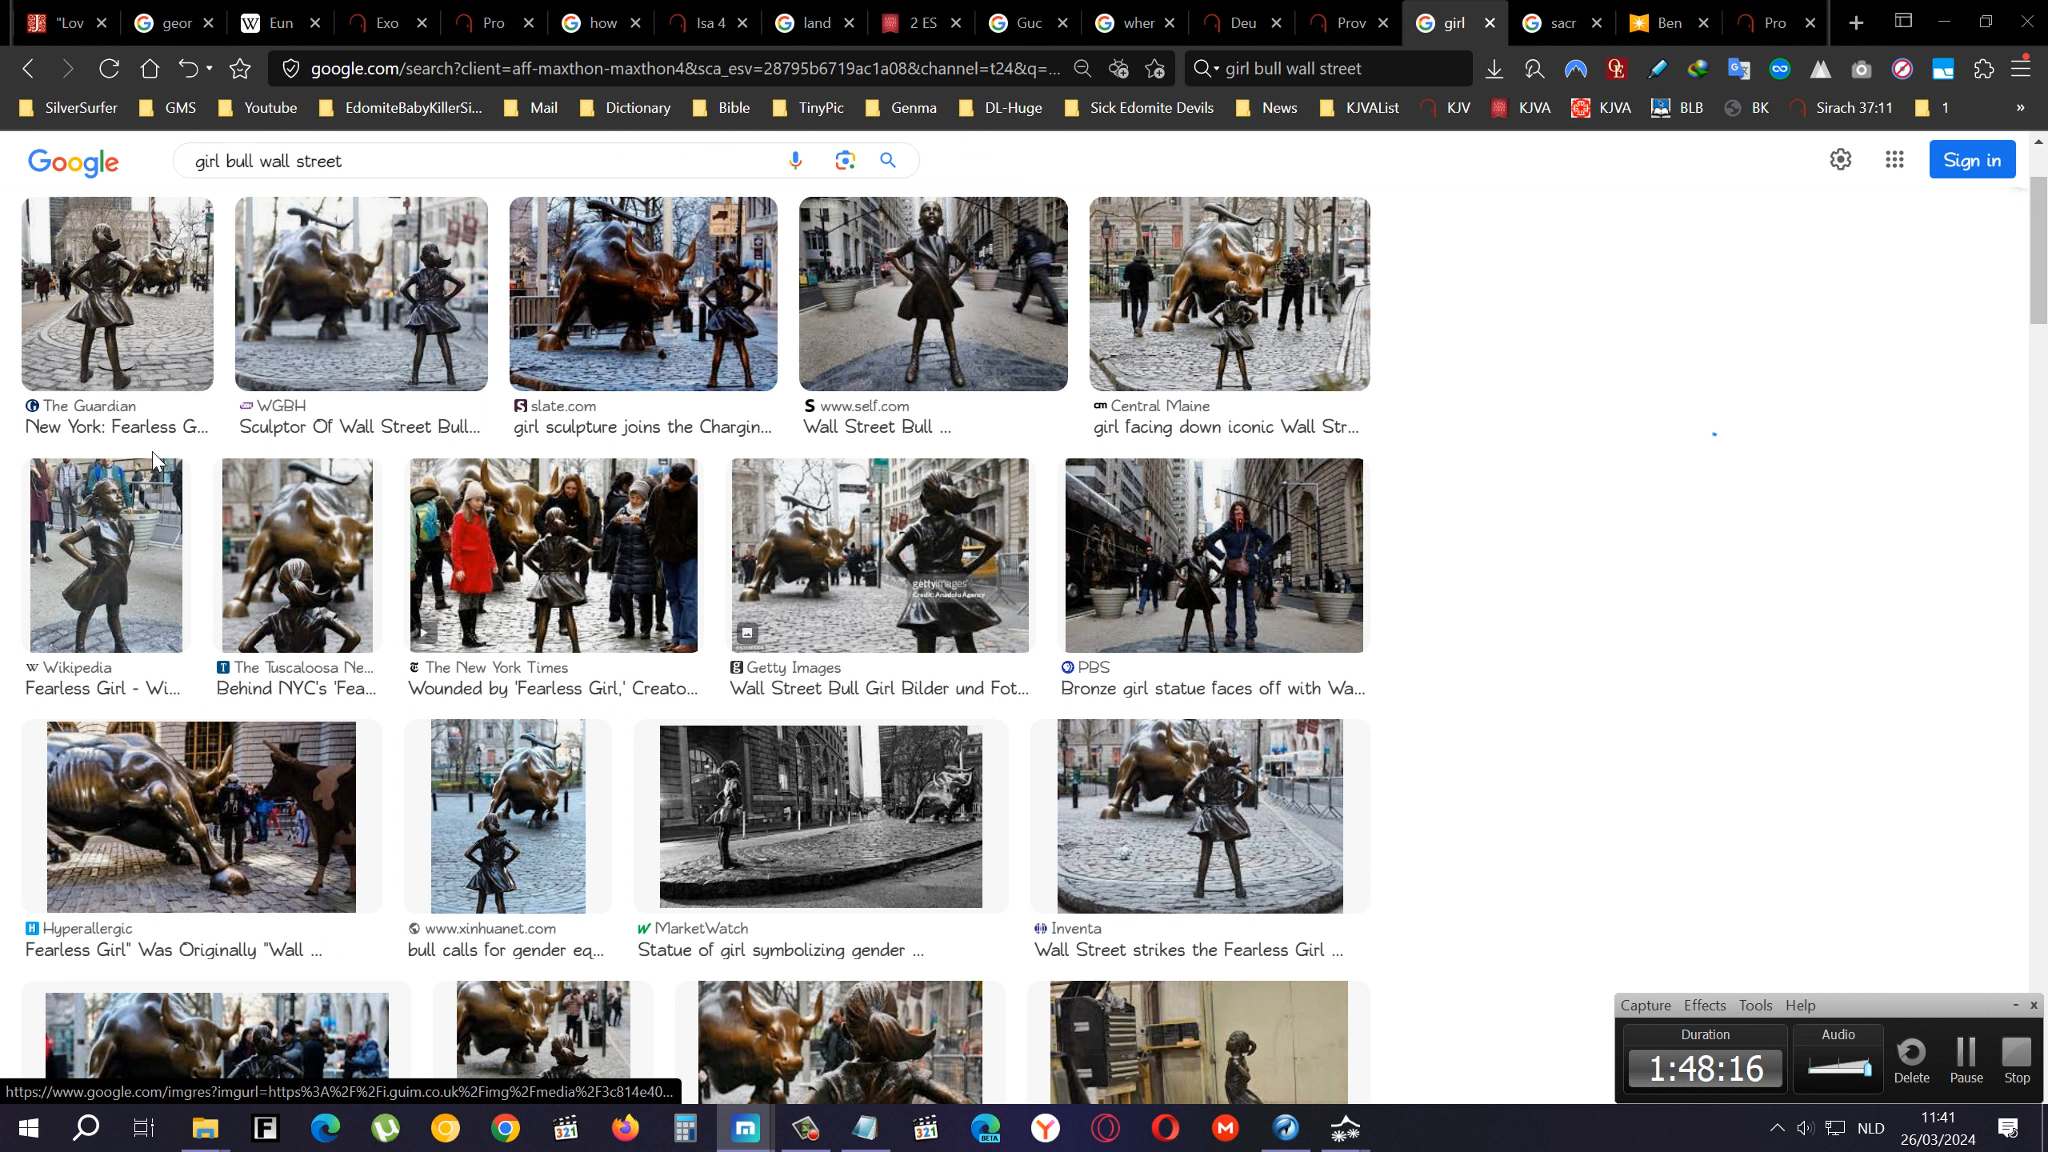 "Lov
geor
Eun
Exo
Pro
how
Isa 4
land
2 ES
Guc
wher
Deu
Prov
girl
sacr
Ben
Pro
google.com/search?client=aff-maxthon-maxthon4&sca_esv=28795b6719ac1a08&channel=t24&q=...
girl bull wall street
SilverSurfer
GMS
Youtube
EdomiteBabyKillerSi...
Mail
Dictionary
Bible
TinyPic
Genma
DL-Huge
Sick Edomite Devils
News
KJVAList
KJV
KJVA
KJVA
BLB
BK
Sirach 37:11
1
»
Google
girl bull wall street
Sign in
The Guardian
New York: Fearless G...
WGBH
Sculptor Of Wall Street Bull...
slate.com
girl sculpture joins the Chargin...
www.self.com
Wall Street Bull ...
Central Maine
girl facing down iconic Wall Str...
gettyimages
Credit: Anadolu Agency
Wikipedia
Fearless Girl - Wi...
The Tuscaloosa Ne...
Behind NYC's 'Fea...
The New York Times
Wounded by 'Fearless Girl,' Creato...
Getty Images
Wall Street Bull Girl Bilder und Fot...
PBS
Bronze girl statue faces off with Wa...
Hyperallergic
Fearless Girl" Was Originally "Wall ...
www.xinhuanet.com
bull calls for gender eq...
MarketWatch
Statue of girl symbolizing gender ...
Inventa
Wall Street strikes the Fearless Girl ...
Capture Effects Tools Help
Duration
1:48:16
Audio
Delete
Pause
Stop
https://www.google.com/imgres?imgurl=https%3A%2F%2Fi.guim.co.uk%2Fimg%2Fmedia%2F3c814e40...
NLD
11:41
26/03/2024